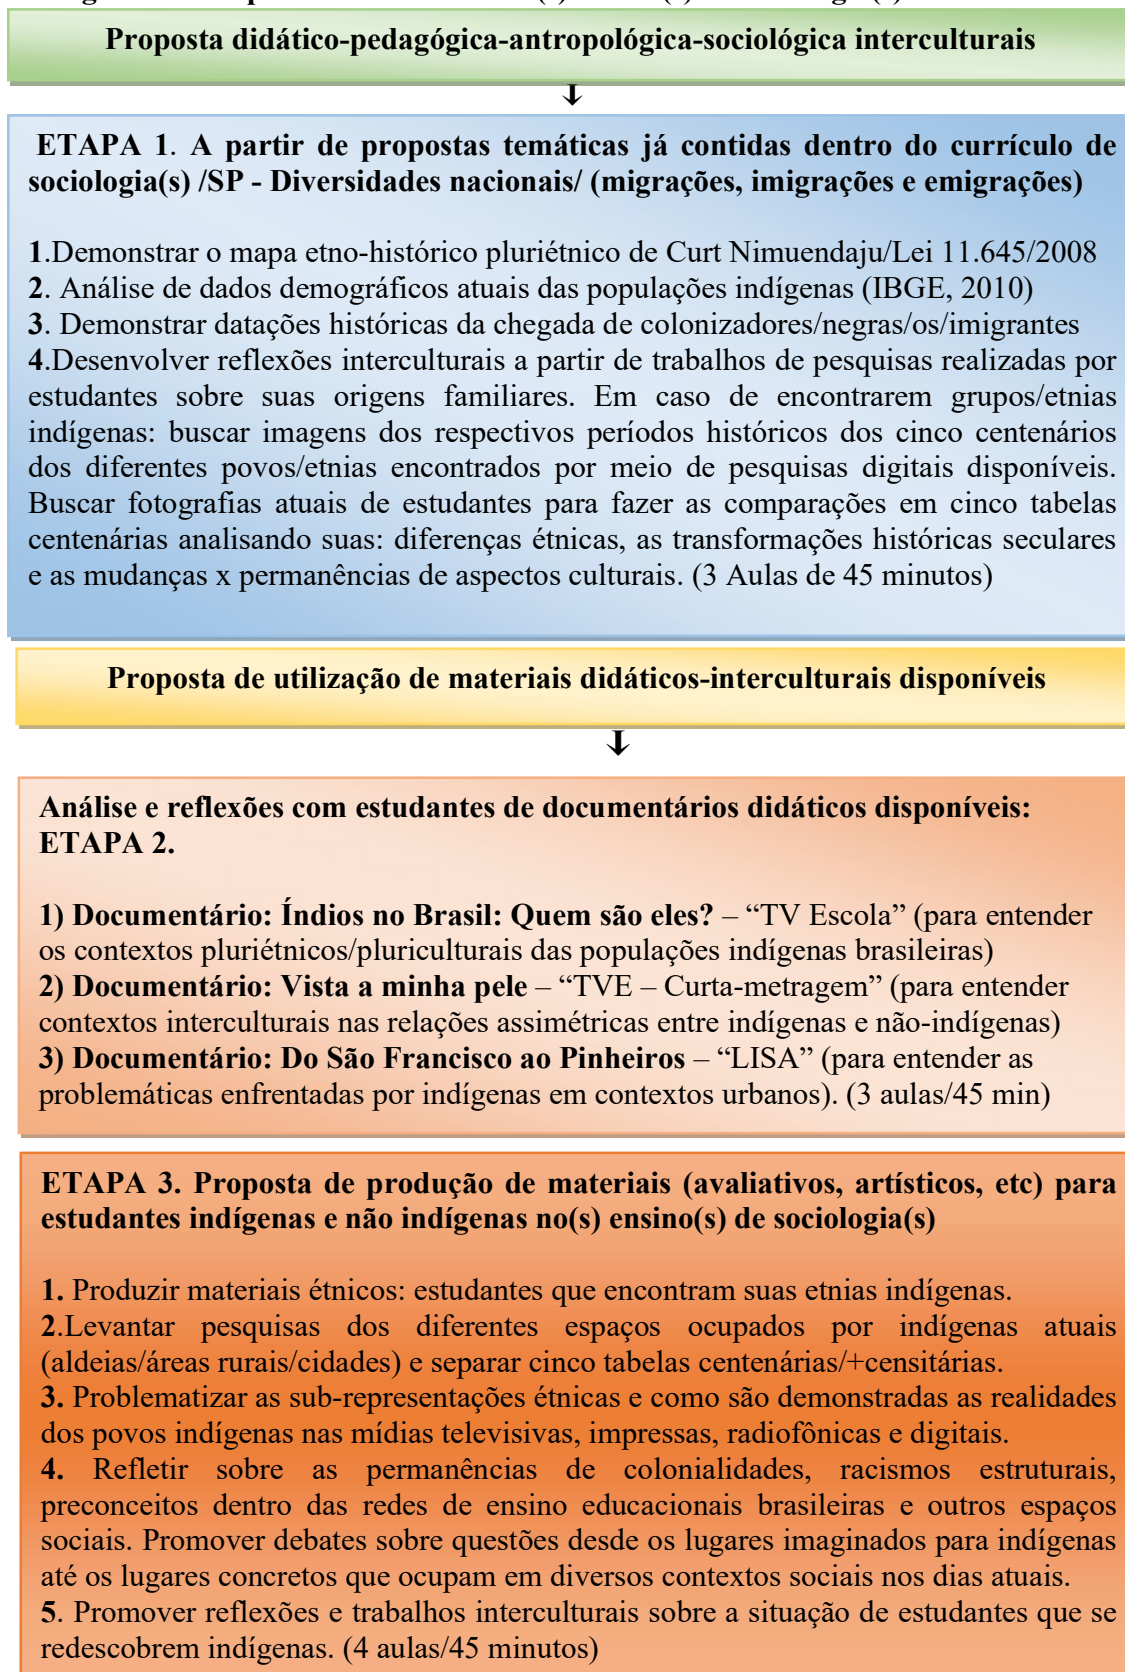 Proposta didático-pedagógica-antropológica-sociológica interculturais
↓
ETAPA 1. A partir de propostas temáticas já contidas dentro do currículo de
sociologia(s) /SP - Diversidades nacionais/ (migrações, imigrações e emigrações)
1.Demonstrar o mapa etno-histórico pluriétnico de Curt Nimuendaju/Lei 11.645/2008
2. Análise de dados demográficos atuais das populações indígenas (IBGE, 2010)
3. Demonstrar datações históricas da chegada de colonizadores/negras/os/imigrantes
4.Desenvolver reflexões interculturais a partir de trabalhos de pesquisas realizadas por
estudantes sobre suas origens familiares. Em caso de encontrarem grupos/etnias
indígenas: buscar imagens dos respectivos períodos históricos dos cinco centenários
dos diferentes povos/etnias encontrados por meio de pesquisas digitais disponíveis.
Buscar fotografias atuais de estudantes para fazer as comparações em cinco tabelas
centenárias analisando suas: diferenças étnicas, as transformações históricas seculares
e as mudanças x permanências de aspectos culturais. (3 Aulas de 45 minutos)
Proposta de utilização de materiais didáticos-interculturais disponíveis
↓
Análise e reflexões com estudantes de documentários didáticos disponíveis:
ETAPA 2.
1) Documentário: Índios no Brasil: Quem são eles? – “TV Escola” (para entender
os contextos pluriétnicos/pluriculturais das populações indígenas brasileiras)
2) Documentário: Vista a minha pele – “TVE – Curta-metragem” (para entender
contextos interculturais nas relações assimétricas entre indígenas e não-indígenas)
3) Documentário: Do São Francisco ao Pinheiros – “LISA” (para entender as
problemáticas enfrentadas por indígenas em contextos urbanos). (3 aulas/45 min)
ETAPA 3. Proposta de produção de materiais (avaliativos, artísticos, etc) para
estudantes indígenas e não indígenas no(s) ensino(s) de sociologia(s)
1. Produzir materiais étnicos: estudantes que encontram suas etnias indígenas.
2.Levantar pesquisas dos diferentes espaços ocupados por indígenas atuais
(aldeias/áreas rurais/cidades) e separar cinco tabelas centenárias/+censitárias.
3. Problematizar as sub-representações étnicas e como são demonstradas as realidades
dos povos indígenas nas mídias televisivas, impressas, radiofônicas e digitais.
4. Refletir sobre as permanências de colonialidades, racismos estruturais,
preconceitos dentro das redes de ensino educacionais brasileiras e outros espaços
sociais. Promover debates sobre questões desde os lugares imaginados para indígenas
até os lugares concretos que ocupam em diversos contextos sociais nos dias atuais.
5. Promover reflexões e trabalhos interculturais sobre a situação de estudantes que se
redescobrem indígenas. (4 aulas/45 minutos)